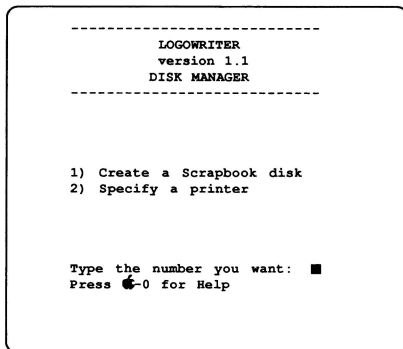 ------------------------------
LOGOWRITER
version 1.1
DISK MANAGER
------------------------------
1) Create a Scrapbook disk
2) Specify a printer
Type the number you want:
Press -0 for Help